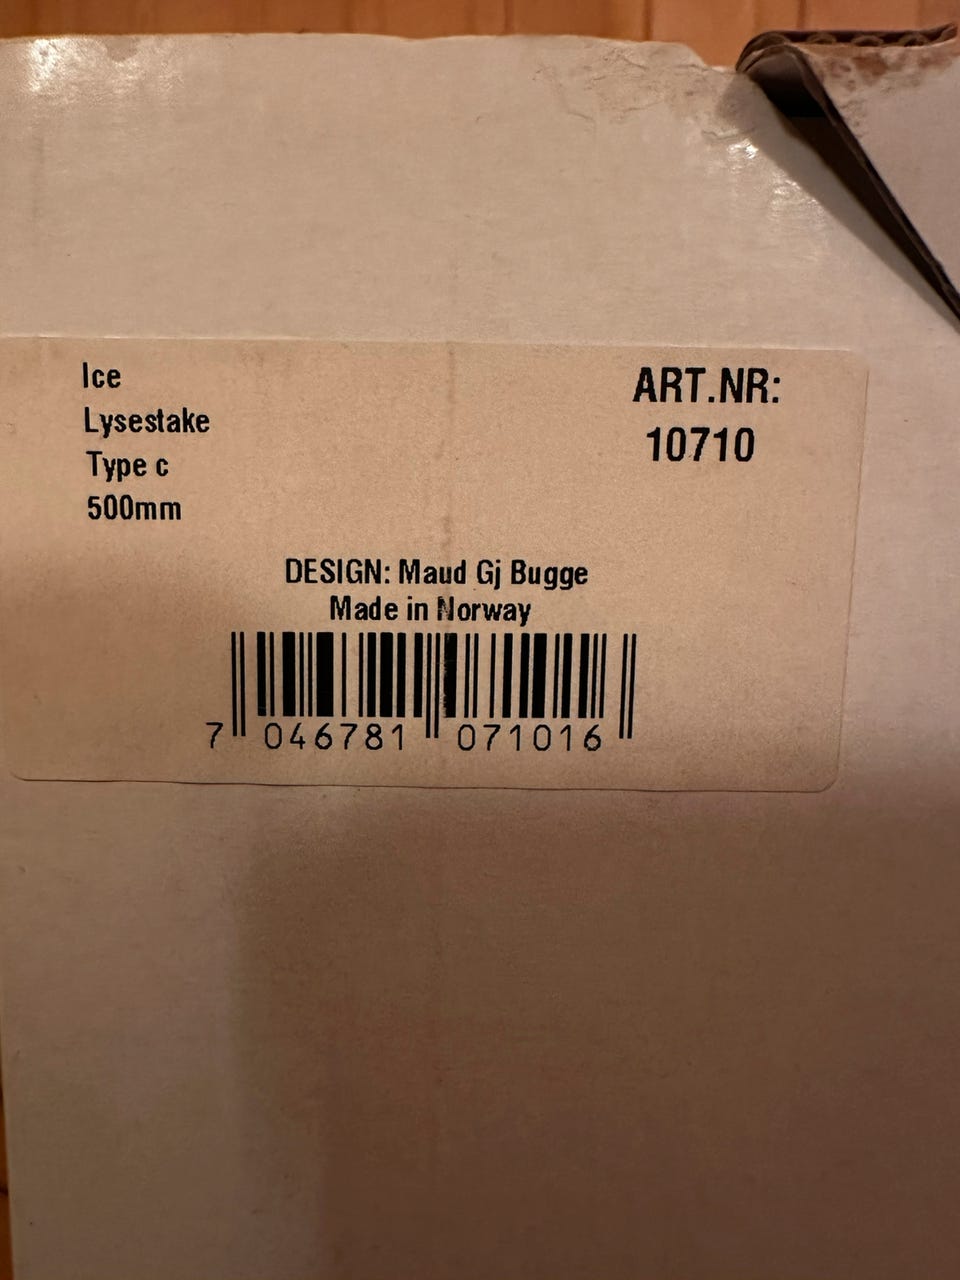 Ice
Lysestake
Type c
500mm
ART.NR:
10710
DESIGN: Maud Gj Bugge
Made in Norway
7 046781 071016